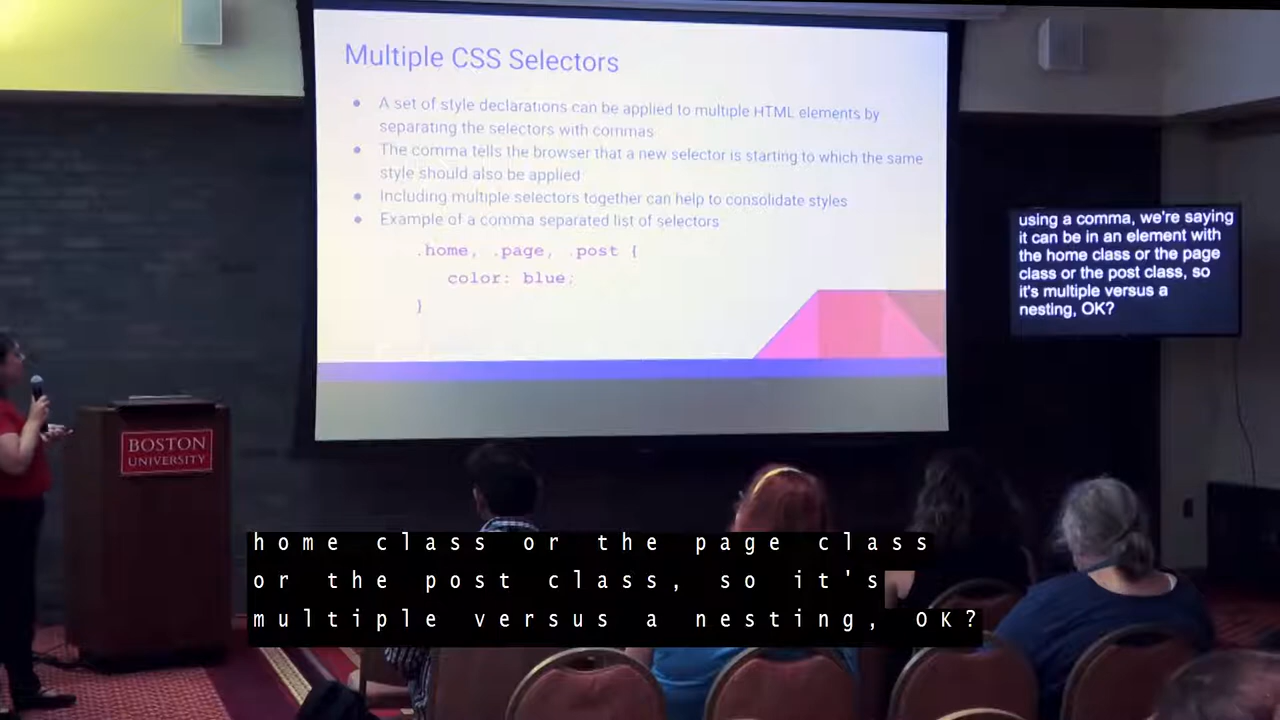 Multiple CSS Selectors
● A set of style declarations can be applied to multiple HTML elements by
separating the selectors with commas
● The comma tells the browser that a new selector is starting to which the same
style should also be applied
● Including multiple selectors together can help to consolidate styles
● Example of a comma separated list of selectors
.home, .page, .post {
color: blue;
}
using a comma, we're saying
it can be in an element with
the home class or the page
class or the post class, so
it's multiple versus a
nesting, OK?
BOSTON
UNIVERSITY
home class or the page class
or the post class, so it's
multiple versus a nesting, OK?